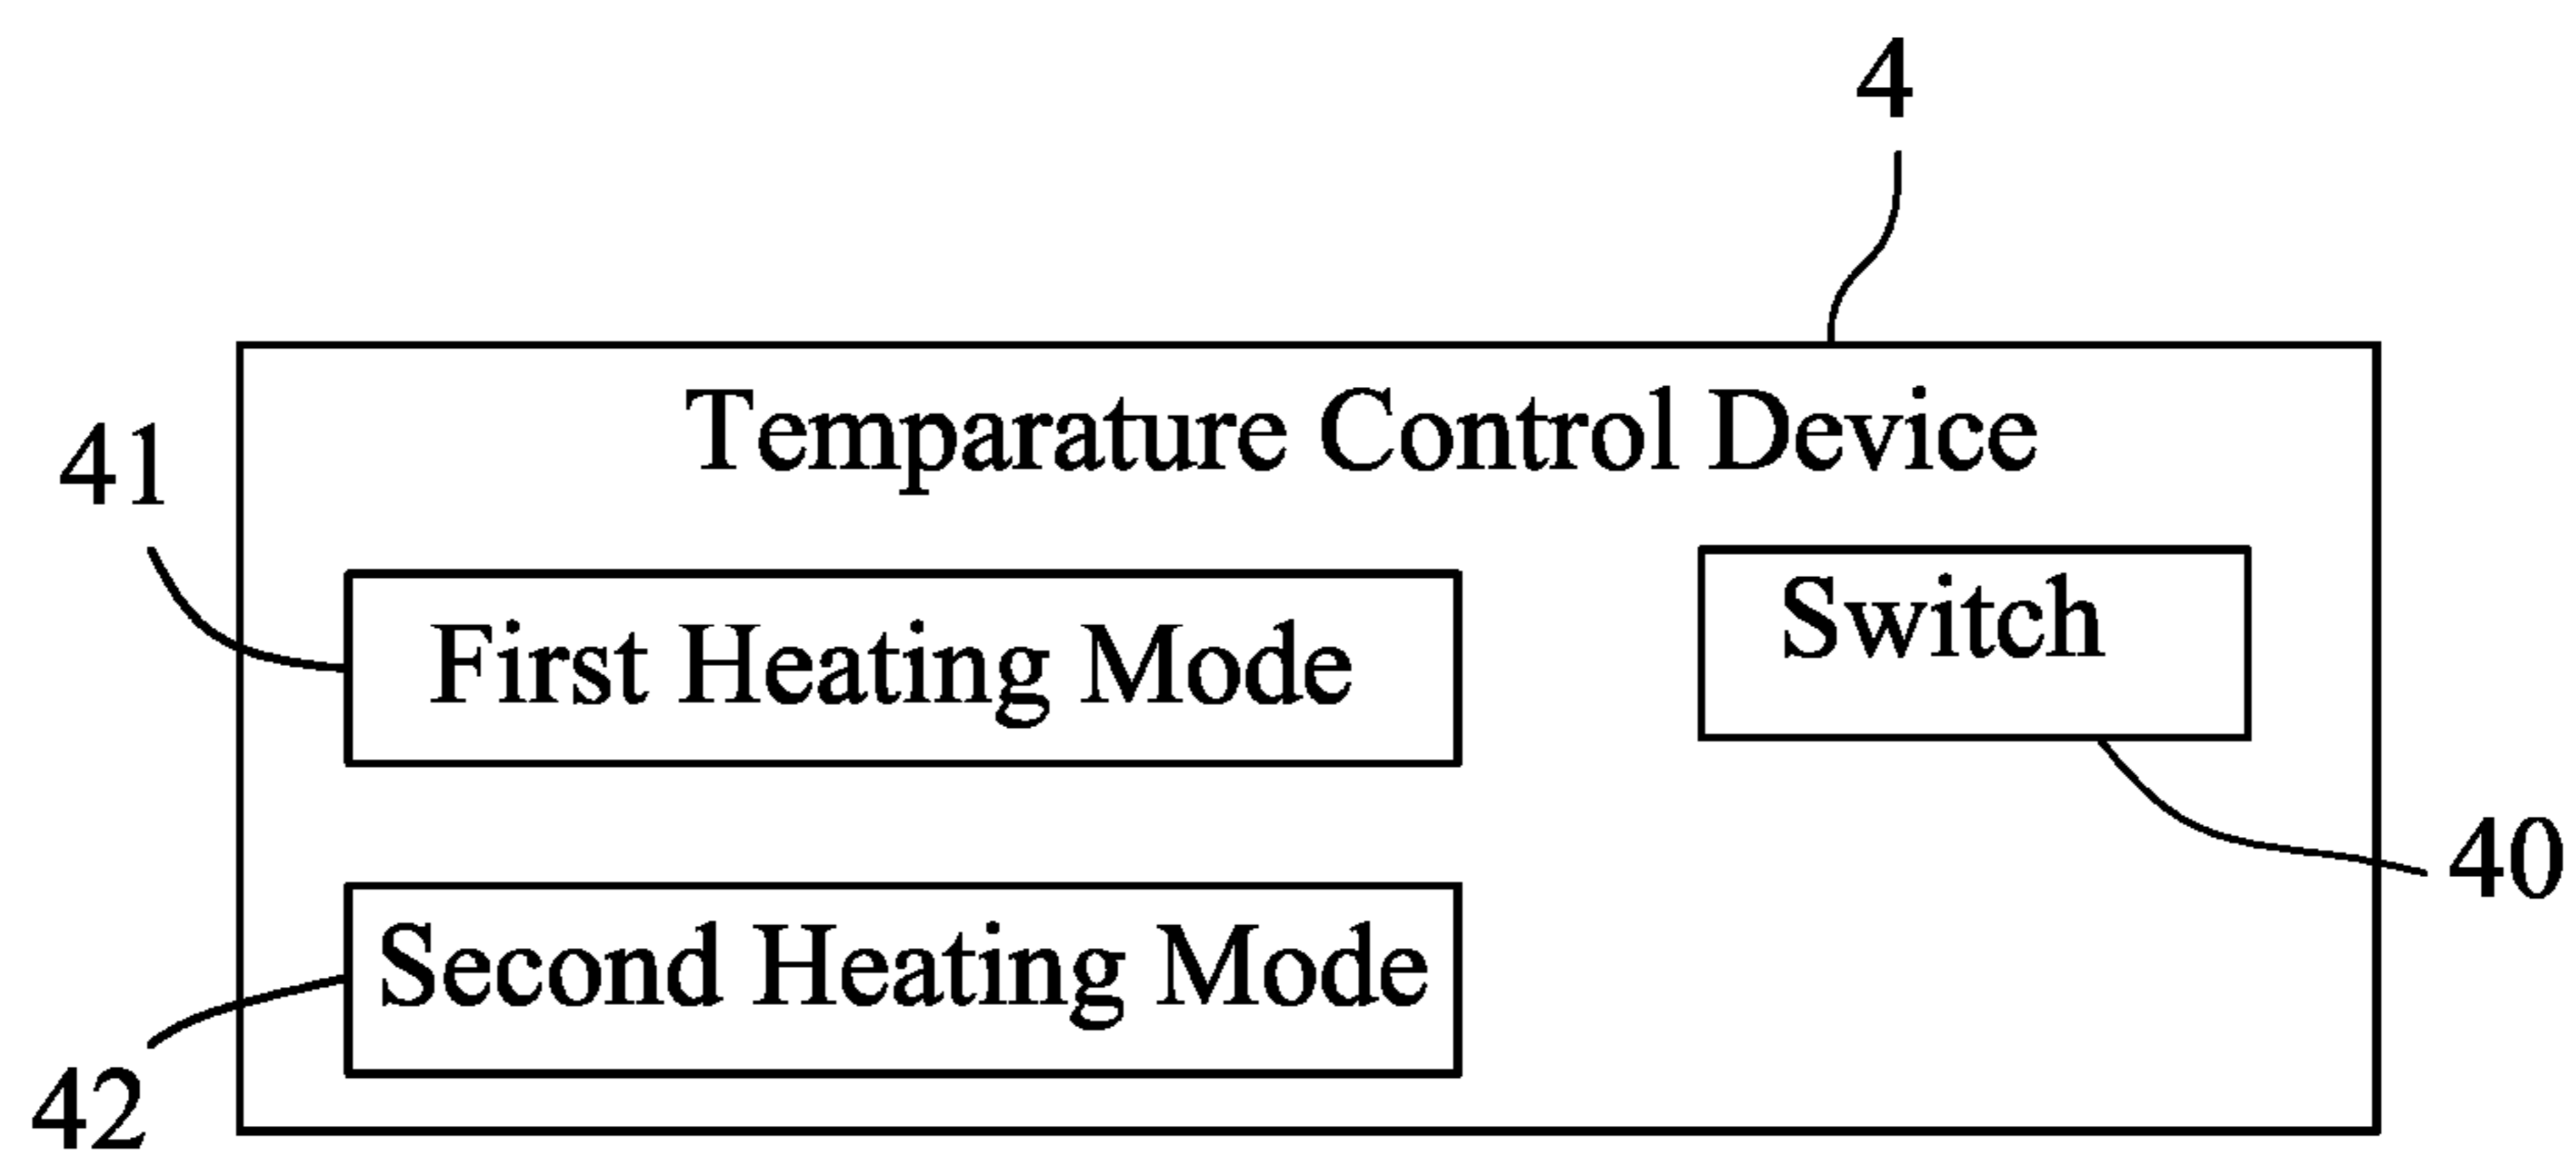 4
Temparature Control Device
41
First Heating Mode
Switch
40
Second Heating Mode
42